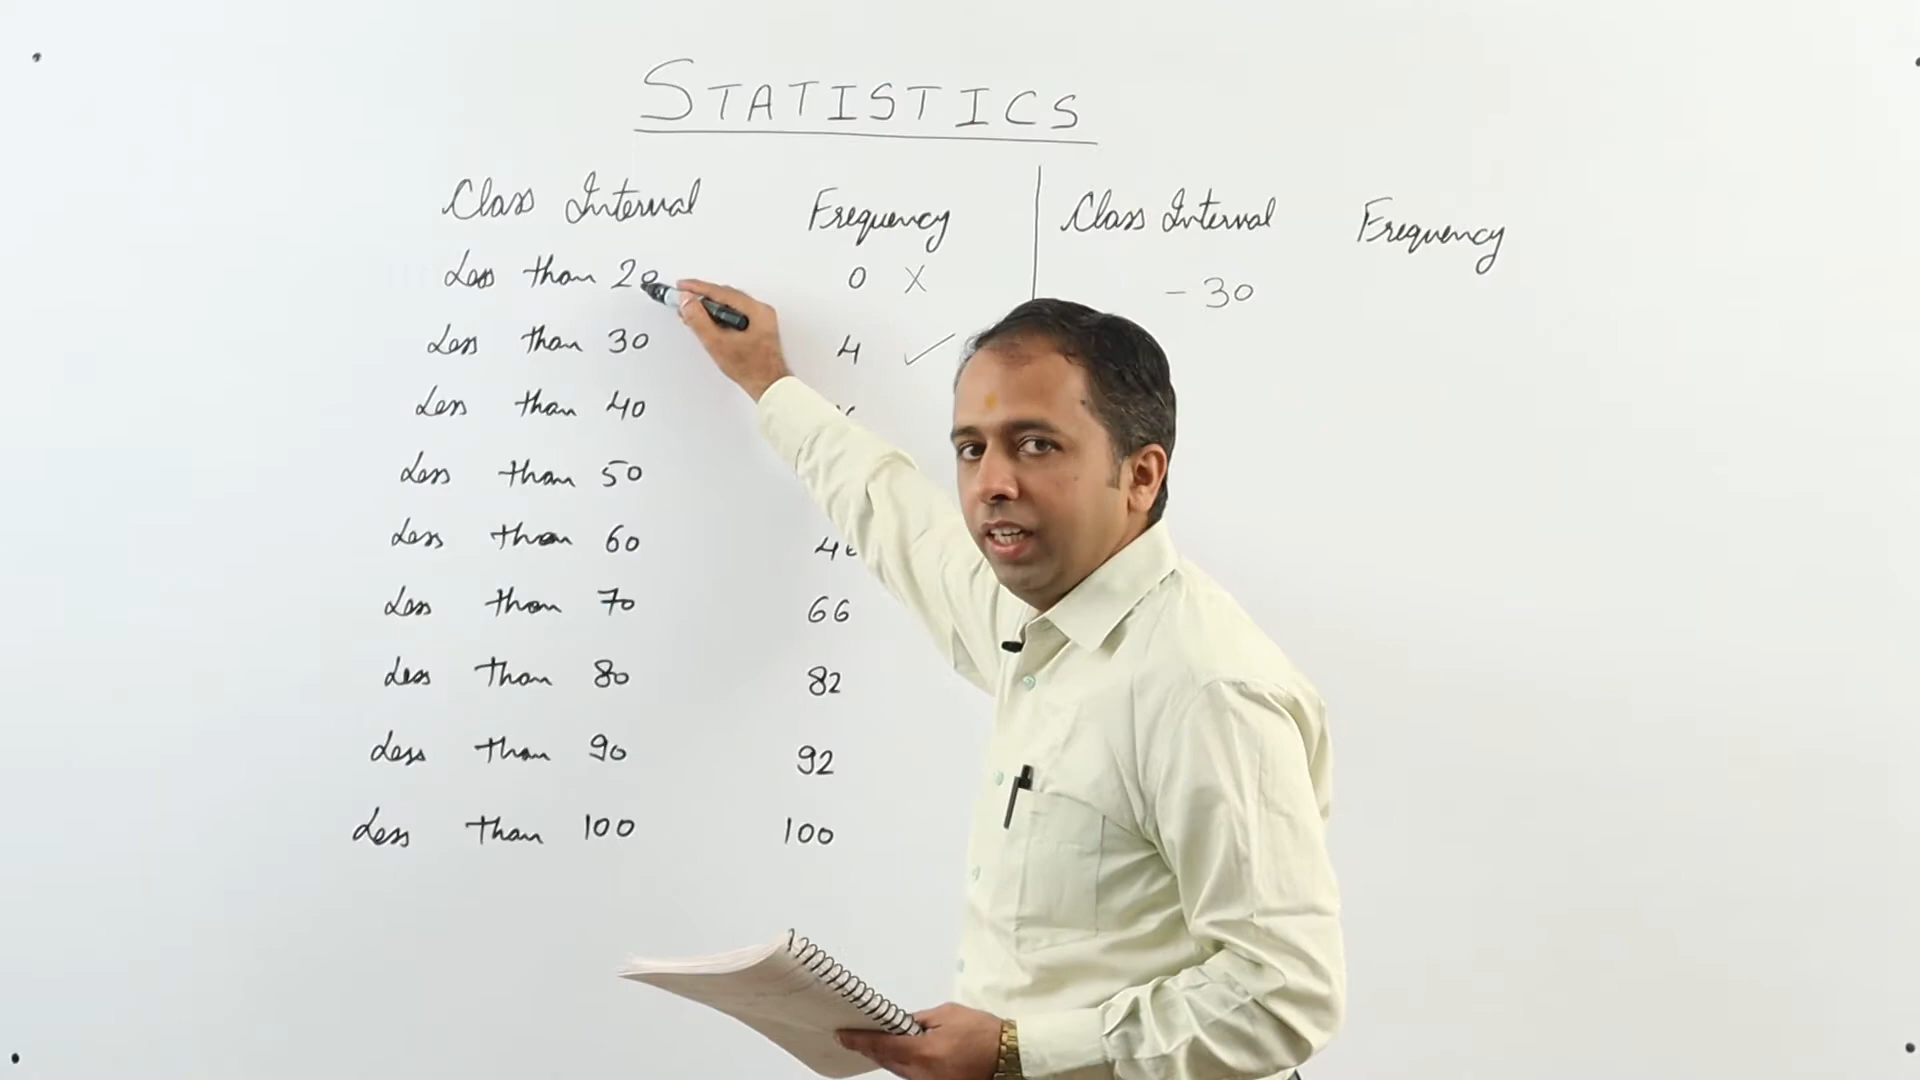 STATISTICS
Class Interval Frequency Class Interval Frequency
Less than 20 0 X - 30
Less than 30 4 ✓
Less than 40
Less than 50
Less than 60
Less than 70 66
Less than 80 82
Less than 90 92
Less than 100 100